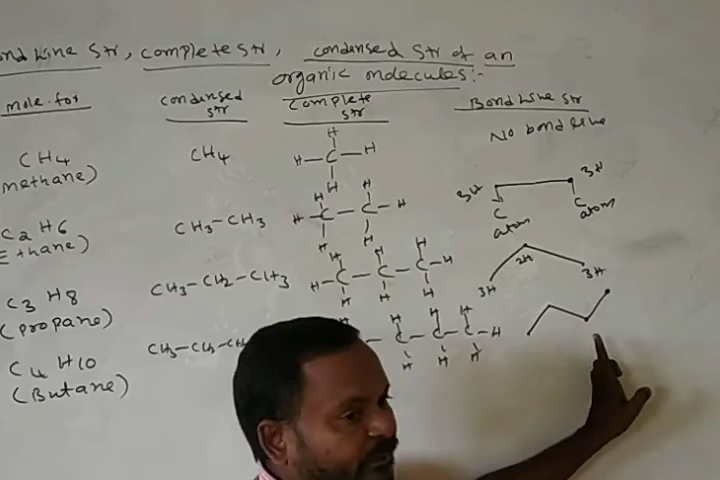 ond line Str, complete str, condensed Str of an
organic molecules:-
mole. for condensed str complete str Bond line str
CH4 CH4 H-C-H H H No bond line
methane)
C2H6 CH3-CH3 H-C-C-H H H H H 3H 3H C atom C atom
Ethane)
C3H8 CH3-CH2-CH3 H-C-C-C-H H H H H H H 3H 2H 3H
(propane)
C4H10 C-C-C-H H H H H H
(Butane)